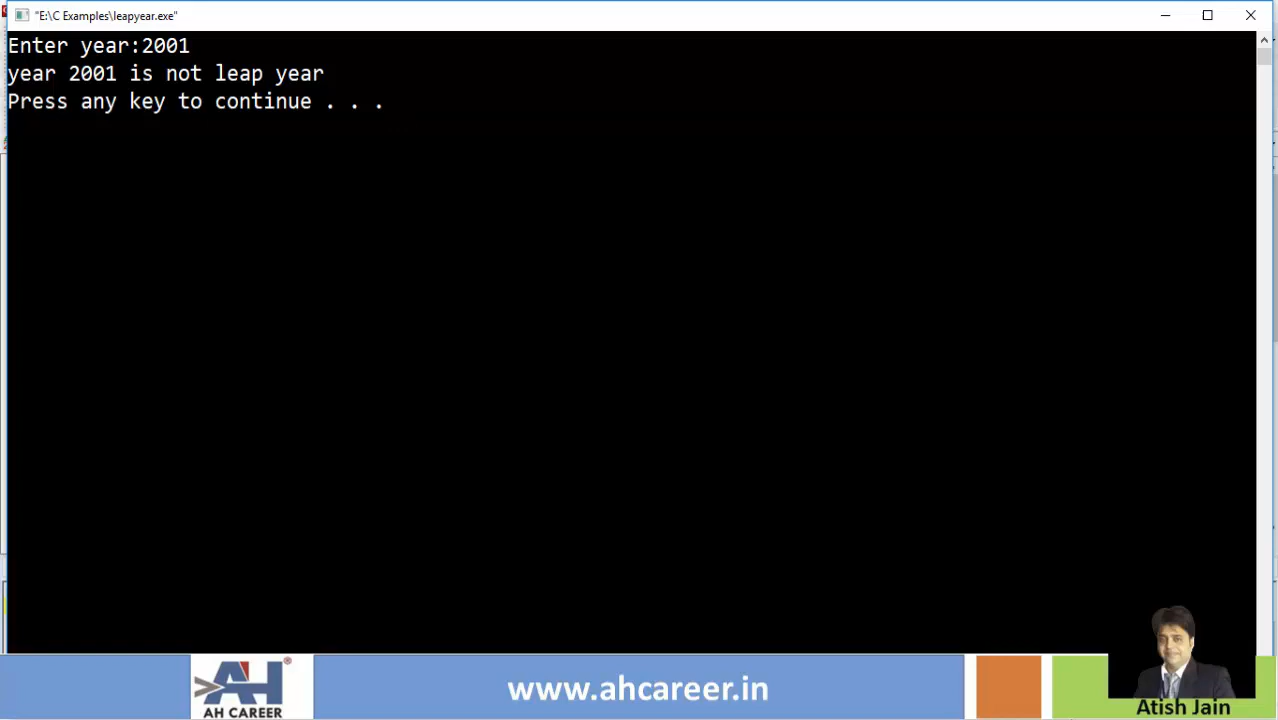 "E:\C Examples\leapyear.exe"
Enter year:2001
year 2001 is not leap year
Press any key to continue . . .
AH
®
AH CAREER
www.ahcareer.in
Atish Jain